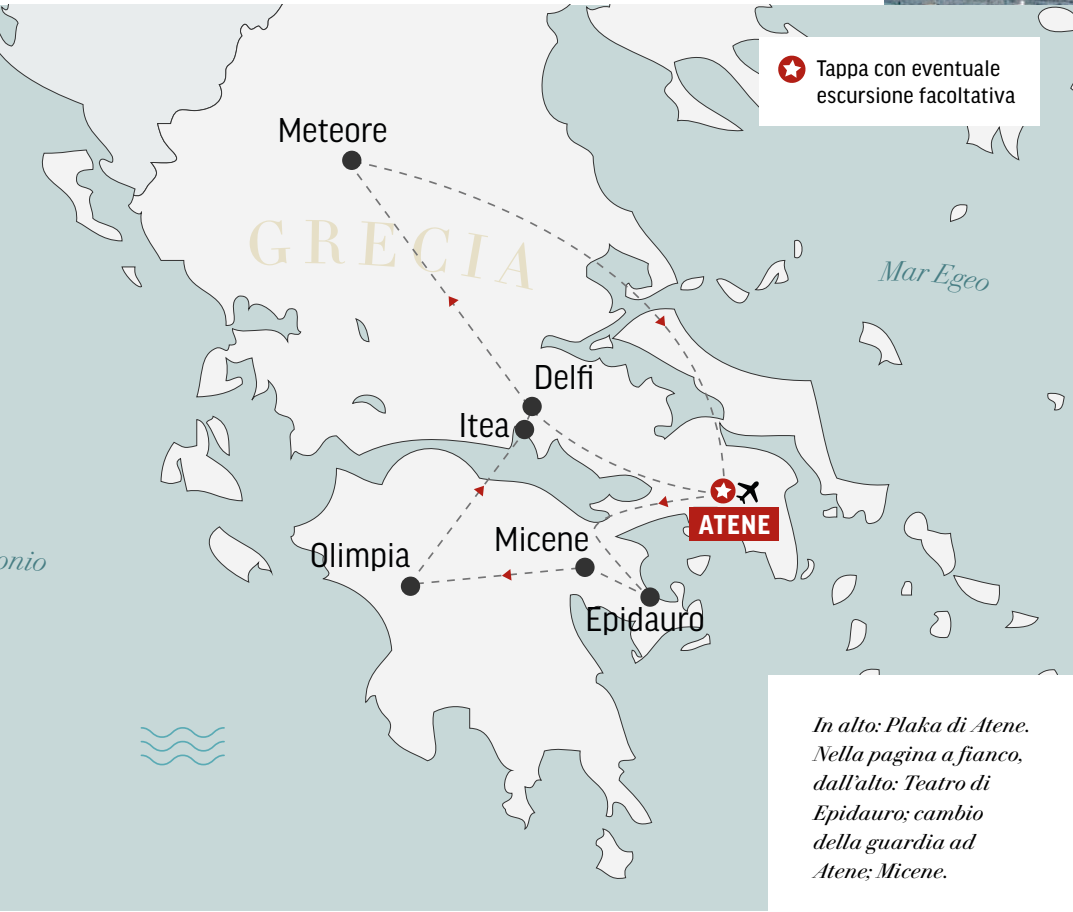 Tappa con eventuale
escursione facoltativa
Meteore
GRECIA
Mar Egeo
Delfi
Itea
ATENE
Micene
Olimpia
onio
Epidauro
In alto: Plaka di Atene.
Nella pagina a fianco,
dall’alto: Teatro di
Epidauro; cambio
della guardia ad
Atene; Micene.